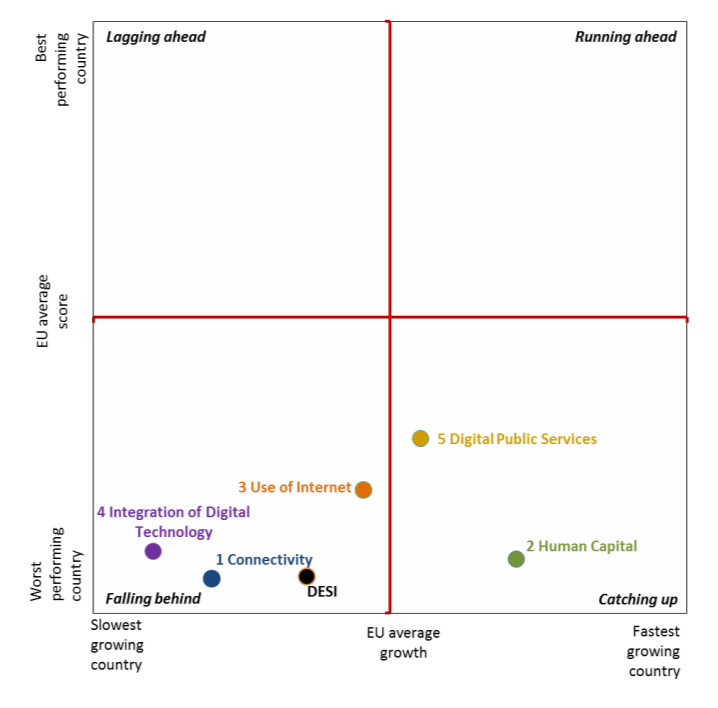 Best
performing
country
Lagging ahead
Running ahead
EU average
score
5 Digital Public Services
3 Use of Internet
4 Integration of Digital
Technology
2 Human Capital
1 Connectivity
DESI
Worst
performing
country
Falling behind
Catching up
Slowest
growing
country
EU average
growth
Fastest
growing
country